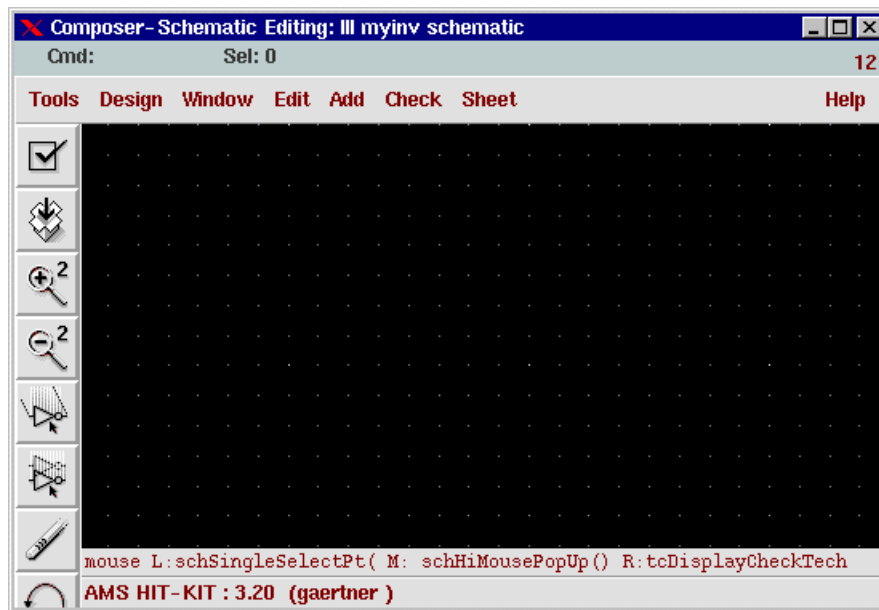 Composer-Schematic Editing: lll myinv schematic
Cmd: Sel: 0 12
Tools Design Window Edit Add Check Sheet Help
2
2
mouse L:schSingleSelectPt( M: schHiMousePopUp() R:tcDisplayCheckTech
AMS HIT-KIT : 3.20 (gaertner )